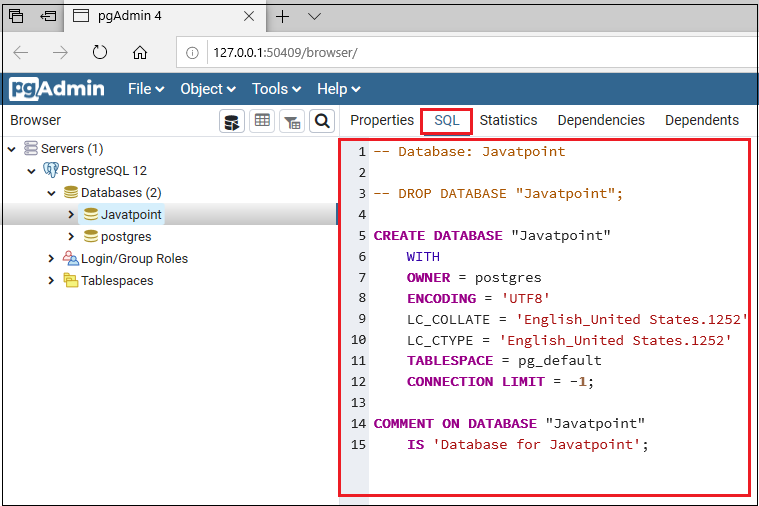 pgAdmin 4
127.0.0.1:50409/browser/
pgAdmin File Object Tools Help
Browser
Properties SQL Statistics Dependencies Dependents
Servers (1)
PostgreSQL 12
Databases (2)
Javatpoint
postgres
Login/Group Roles
Tablespaces
1 -- Database: Javatpoint
2
3 -- DROP DATABASE "Javatpoint";
4
5 CREATE DATABASE "Javatpoint"
6 WITH
7 OWNER = postgres
8 ENCODING = 'UTF8'
9 LC_COLLATE = 'English_United States.1252'
10 LC_CTYPE = 'English_United States.1252'
11 TABLESPACE = pg_default
12 CONNECTION LIMIT = -1;
13
14 COMMENT ON DATABASE "Javatpoint"
15 IS 'Database for Javatpoint';